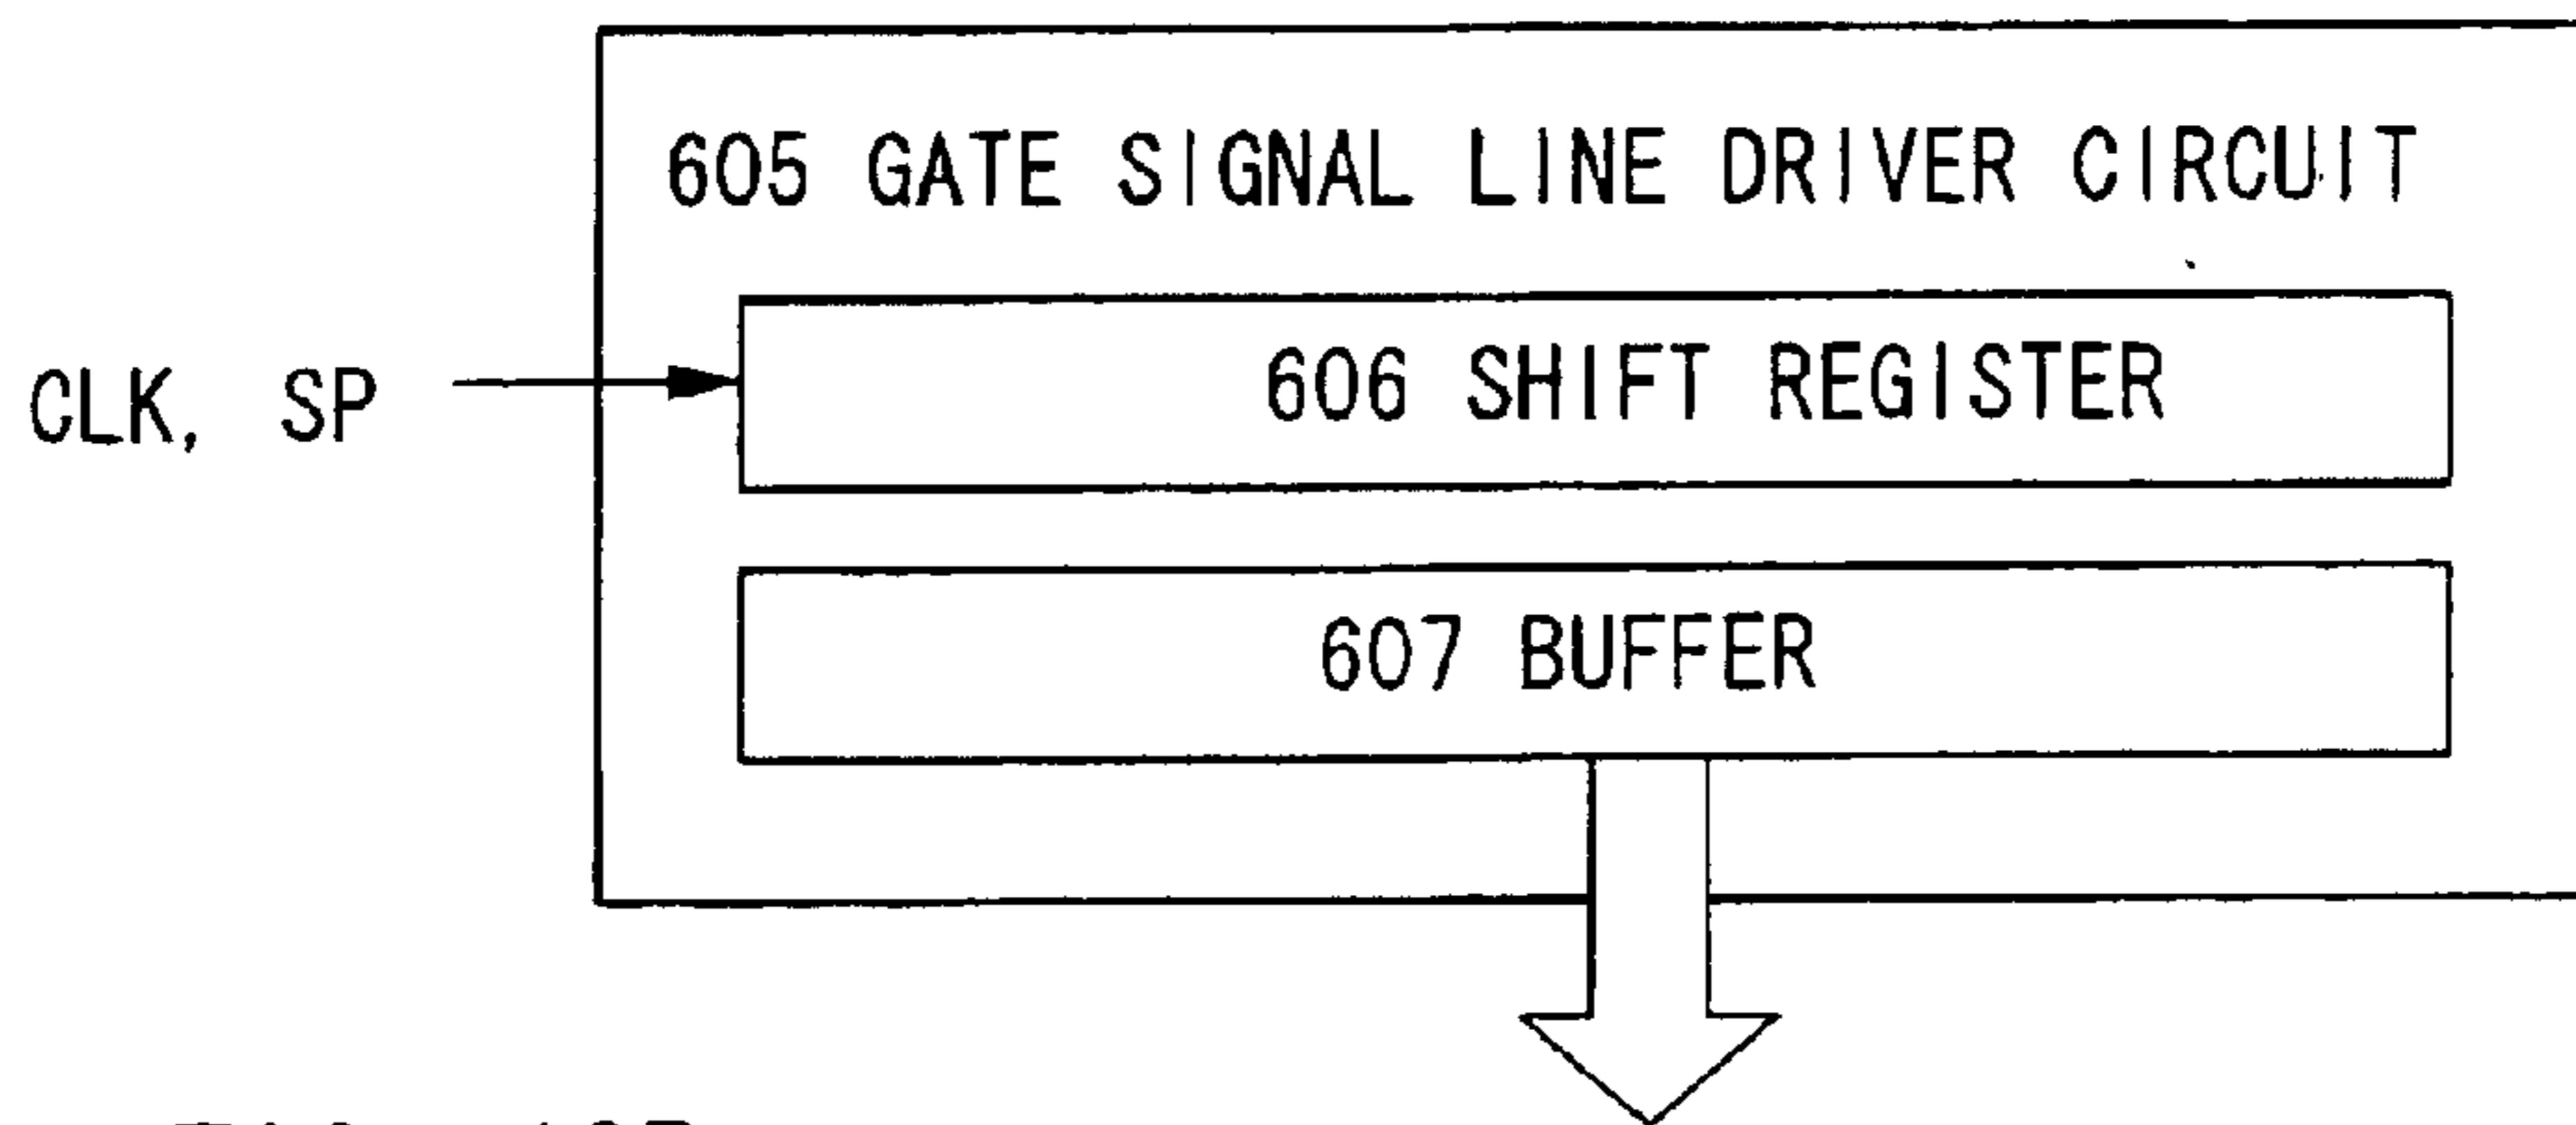 605 GATE SIGNAL LINE DRIVER CIRCUIT
CLK, SP
606 SHIFT REGISTER
607 BUFFER